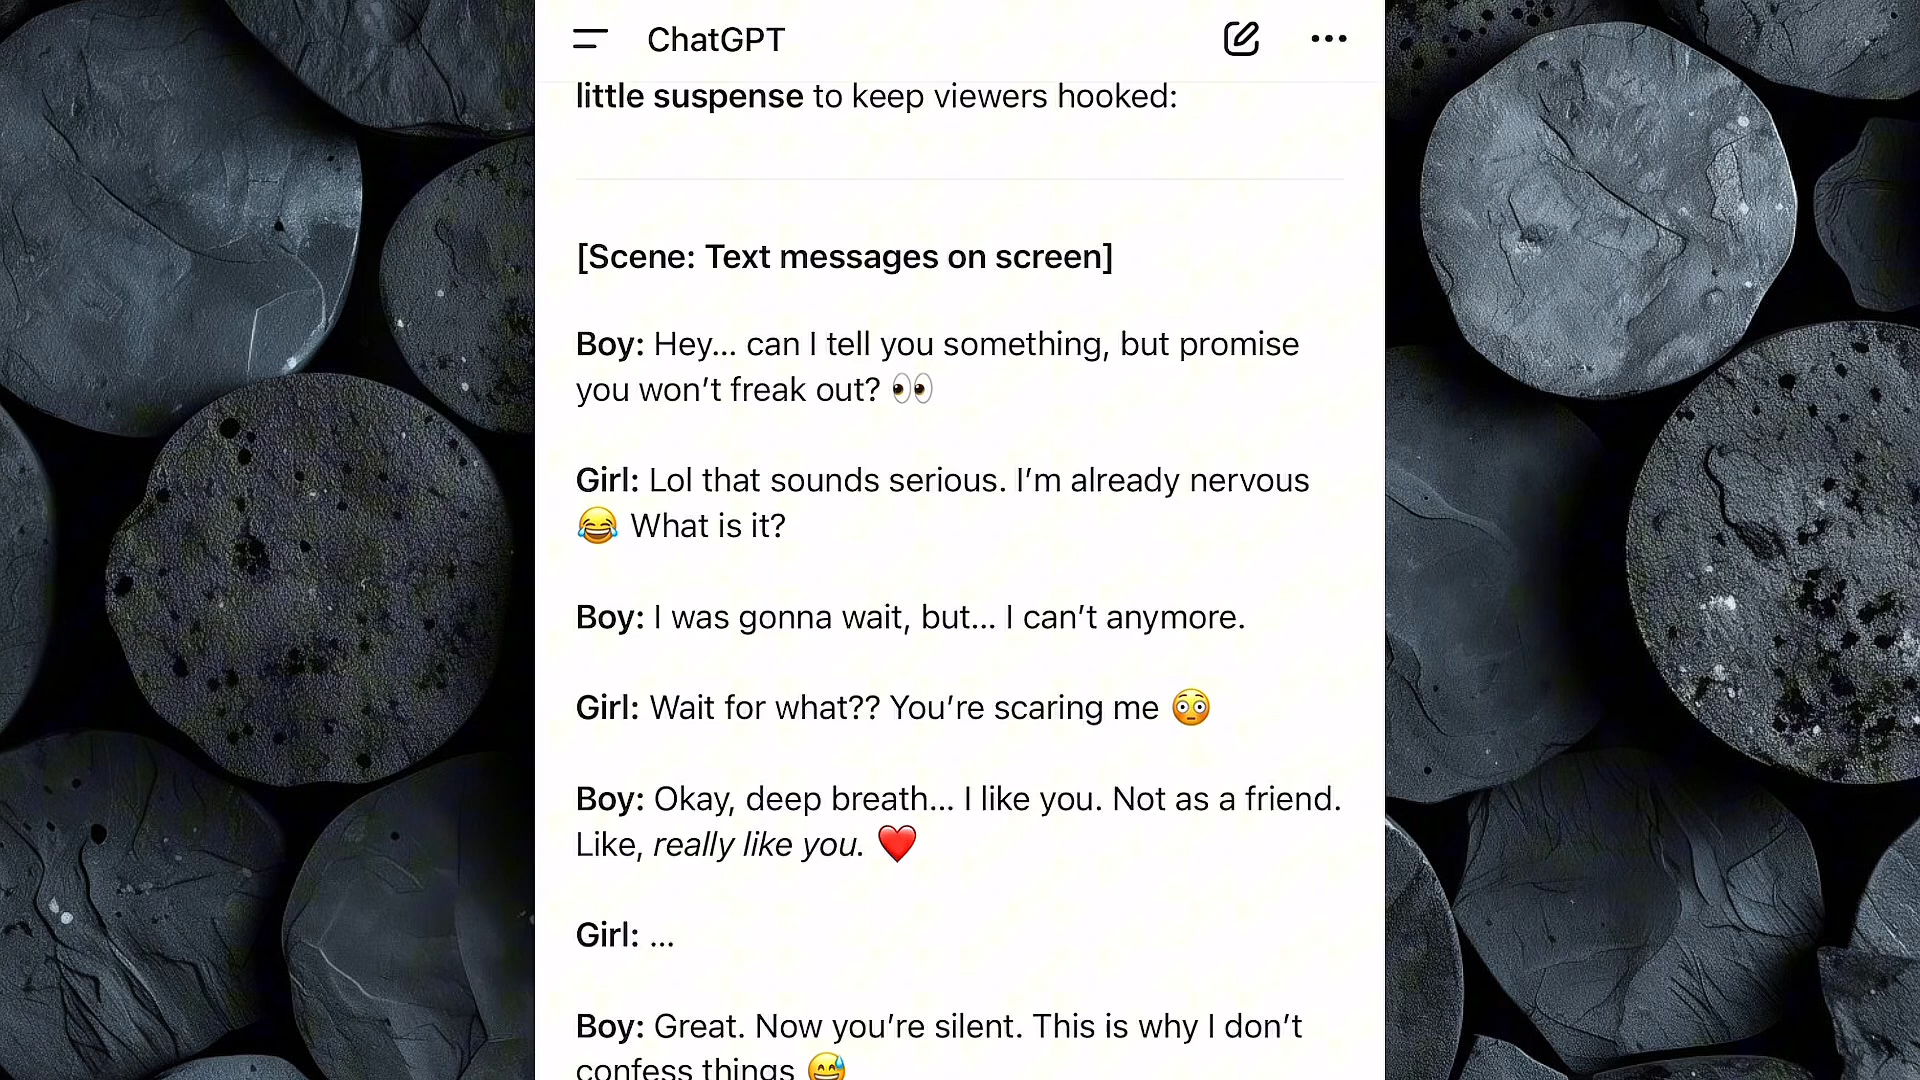 ChatGPT
little suspense to keep viewers hooked:
[Scene: Text messages on screen]
Boy: Hey... can I tell you something, but promise
you won’t freak out? 👀
Girl: Lol that sounds serious. I’m already nervous
😂 What is it?
Boy: I was gonna wait, but... I can’t anymore.
Girl: Wait for what?? You’re scaring me 😳
Boy: Okay, deep breath... I like you. Not as a friend.
Like, really like you. ❤️
Girl: ...
Boy: Great. Now you’re silent. This is why I don’t
confess things 😅